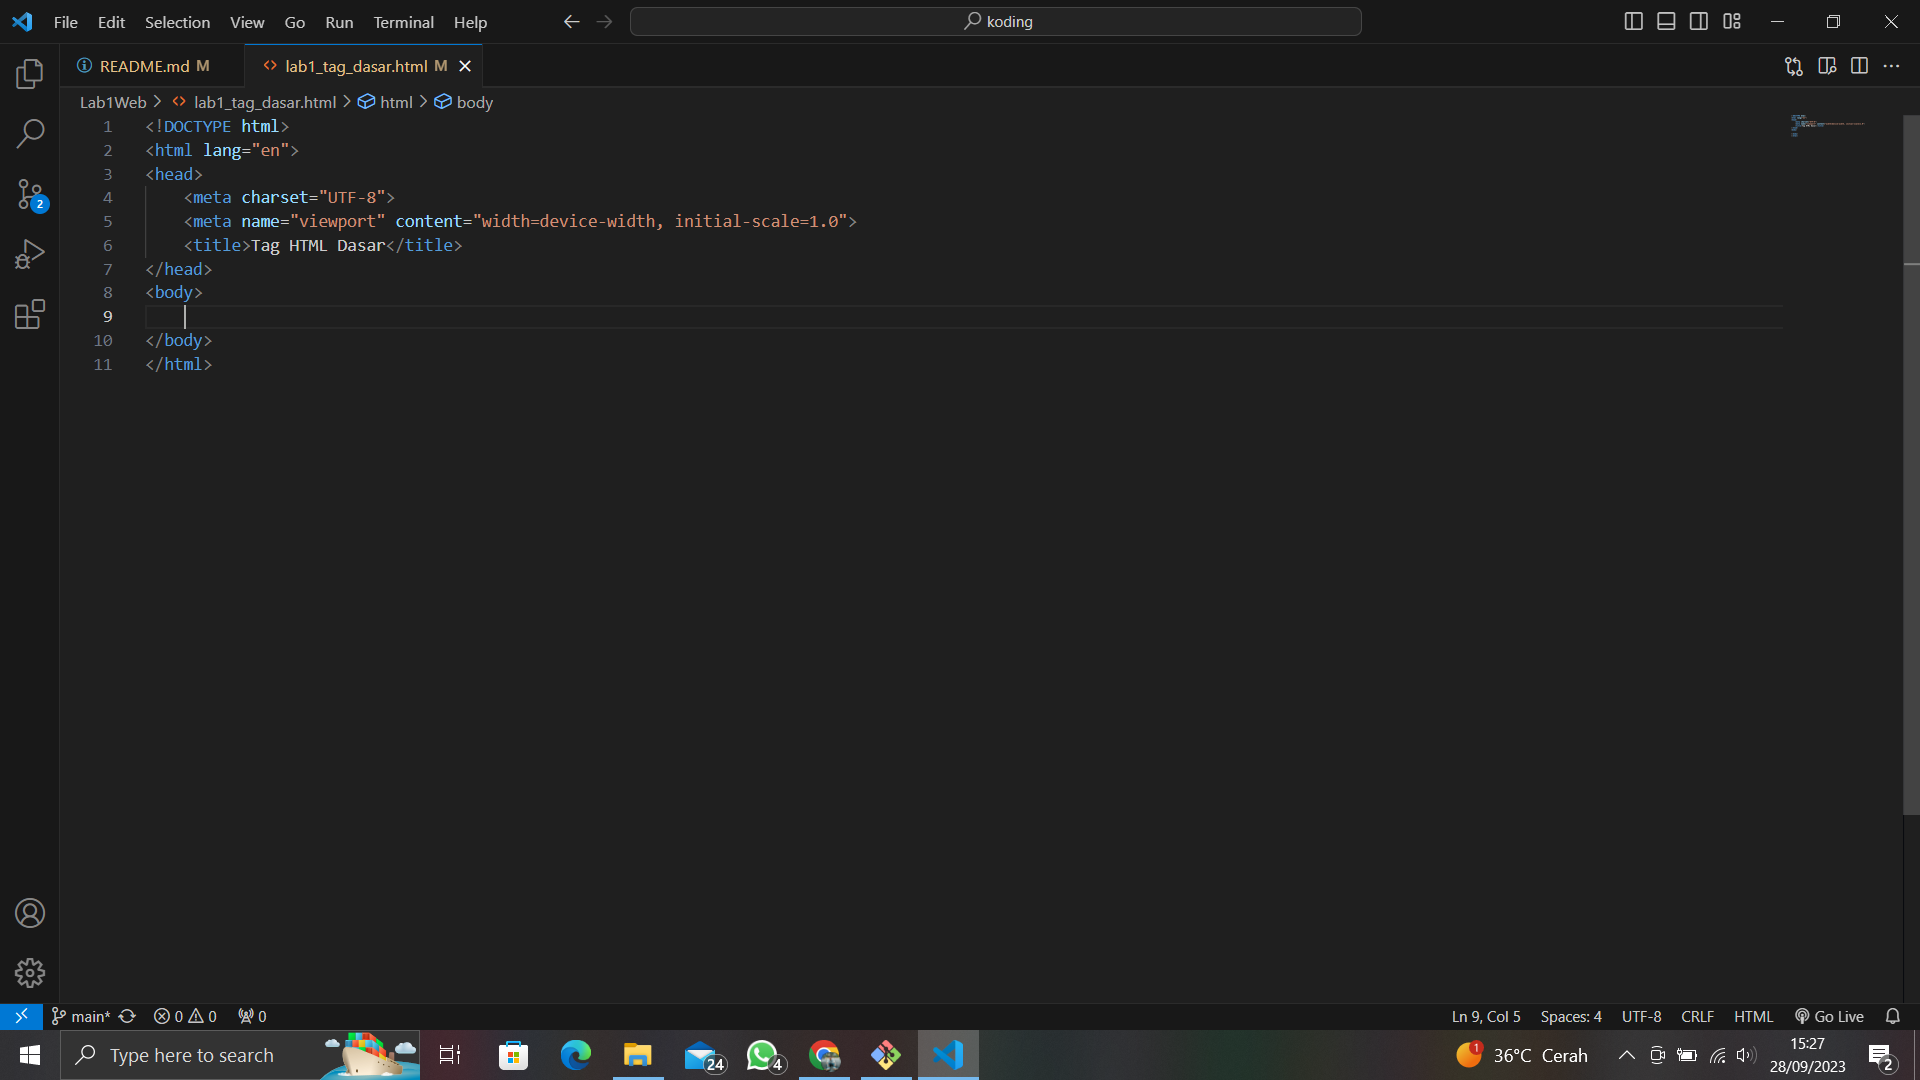 File Edit Selection View Go Run Terminal Help
koding
README.md M
lab1_tag_dasar.html M
Lab1Web > lab1_tag_dasar.html > html > body
1 <!DOCTYPE html>
2 <html lang="en">
3 <head>
4 <meta charset="UTF-8">
5 <meta name="viewport" content="width=device-width, initial-scale=1.0">
6 <title>Tag HTML Dasar</title>
7 </head>
8 <body>
9
10 </body>
11 </html>
2
main* 0 0 0
Ln 9, Col 5 Spaces: 4 UTF-8 CRLF HTML Go Live
Type here to search
24
4
1
36°C Cerah
15:27
28/09/2023
2